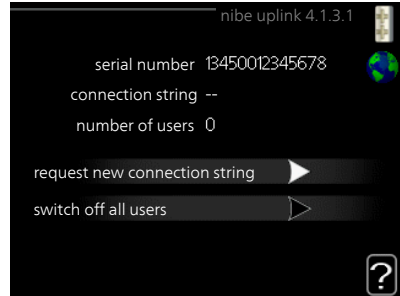 nibe uplink 4.1.3.1
serial number 13450012345678
connection string --
number of users 0
request new connection string
switch off all users
?